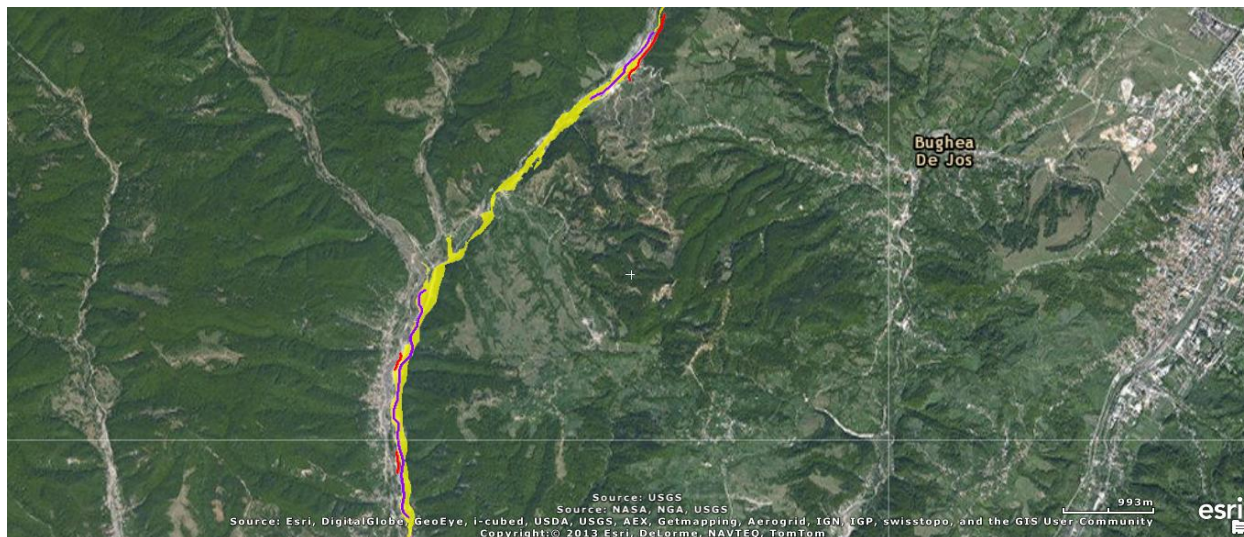 Bughea
De Jos
993m
esri
Source: USGS
Source: NASA, NGA, USGS
Source: Esri, DigitalGlobe, GeoEye, i-cubed, USDA, USGS, AEX, Getmapping, Aerogrid, IGN, IGP, swisstopo, and the GIS User Community
Copyright:© 2013 Esri, DeLorme, NAVTEQ, TomTom